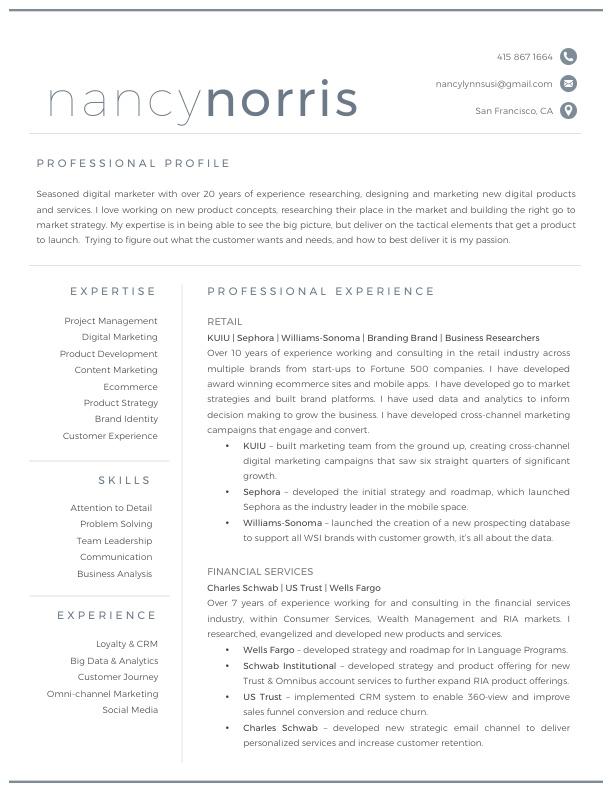 415 867 1664
nancylynnsusi@gmail.com
San Francisco, CA
nancynorris
PROFESSIONAL PROFILE
Seasoned digital marketer with over 20 years of experience researching, designing and marketing new digital products
and services. I love working on new product concepts, researching their place in the market and building the right go to
market strategy. My expertise is in being able to see the big picture, but deliver on the tactical elements that get a product
to launch. Trying to figure out what the customer wants and needs, and how to best deliver it is my passion.
EXPERTISE
Project Management
Digital Marketing
Product Development
Content Marketing
Ecommerce
Product Strategy
Brand Identity
Customer Experience
SKILLS
Attention to Detail
Problem Solving
Team Leadership
Communication
Business Analysis
EXPERIENCE
Loyalty & CRM
Big Data & Analytics
Customer Journey
Omni-channel Marketing
Social Media
PROFESSIONAL EXPERIENCE
RETAIL
KUIU | Sephora | Williams-Sonoma | Branding Brand | Business Researchers
Over 10 years of experience working and consulting in the retail industry across
multiple brands from start-ups to Fortune 500 companies. I have developed
award winning ecommerce sites and mobile apps. I have developed go to market
strategies and built brand platforms. I have used data and analytics to inform
decision making to grow the business. I have developed cross-channel marketing
campaigns that engage and convert.
• KUIU – built marketing team from the ground up, creating cross-channel
digital marketing campaigns that saw six straight quarters of significant
growth.
• Sephora – developed the initial strategy and roadmap, which launched
Sephora as the industry leader in the mobile space.
• Williams-Sonoma – launched the creation of a new prospecting database
to support all WSI brands with customer growth, it's all about the data.
FINANCIAL SERVICES
Charles Schwab | US Trust | Wells Fargo
Over 7 years of experience working for and consulting in the financial services
industry, within Consumer Services, Wealth Management and RIA markets. I
researched, evangelized and developed new products and services.
• Wells Fargo – developed strategy and roadmap for In Language Programs.
• Schwab Institutional – developed strategy and product offering for new
Trust & Omnibus account services to further expand RIA product offerings.
• US Trust – implemented CRM system to enable 360-view and improve
sales funnel conversion and reduce churn.
• Charles Schwab – developed new strategic email channel to deliver
personalized services and increase customer retention.